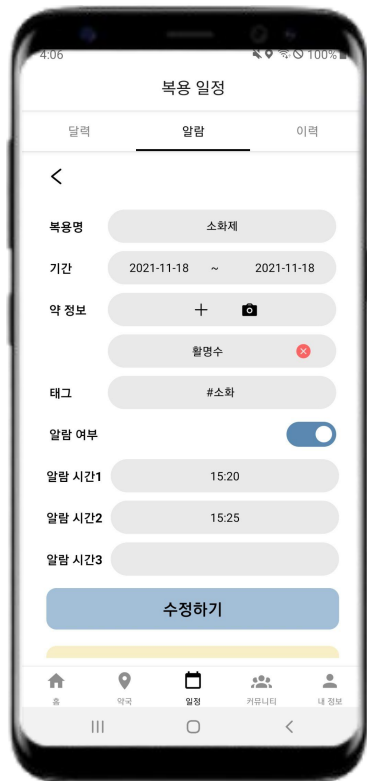 4:06 100%
복용 일정
달력 알람 이력
복용명 소화제
기간 2021-11-18 ~ 2021-11-18
약 정보 +
활명수
태그 #소화
알람 여부
알람 시간1 15:20
알람 시간2 15:25
알람 시간3
수정하기
홈 약국 일정 커뮤니티 내 정보